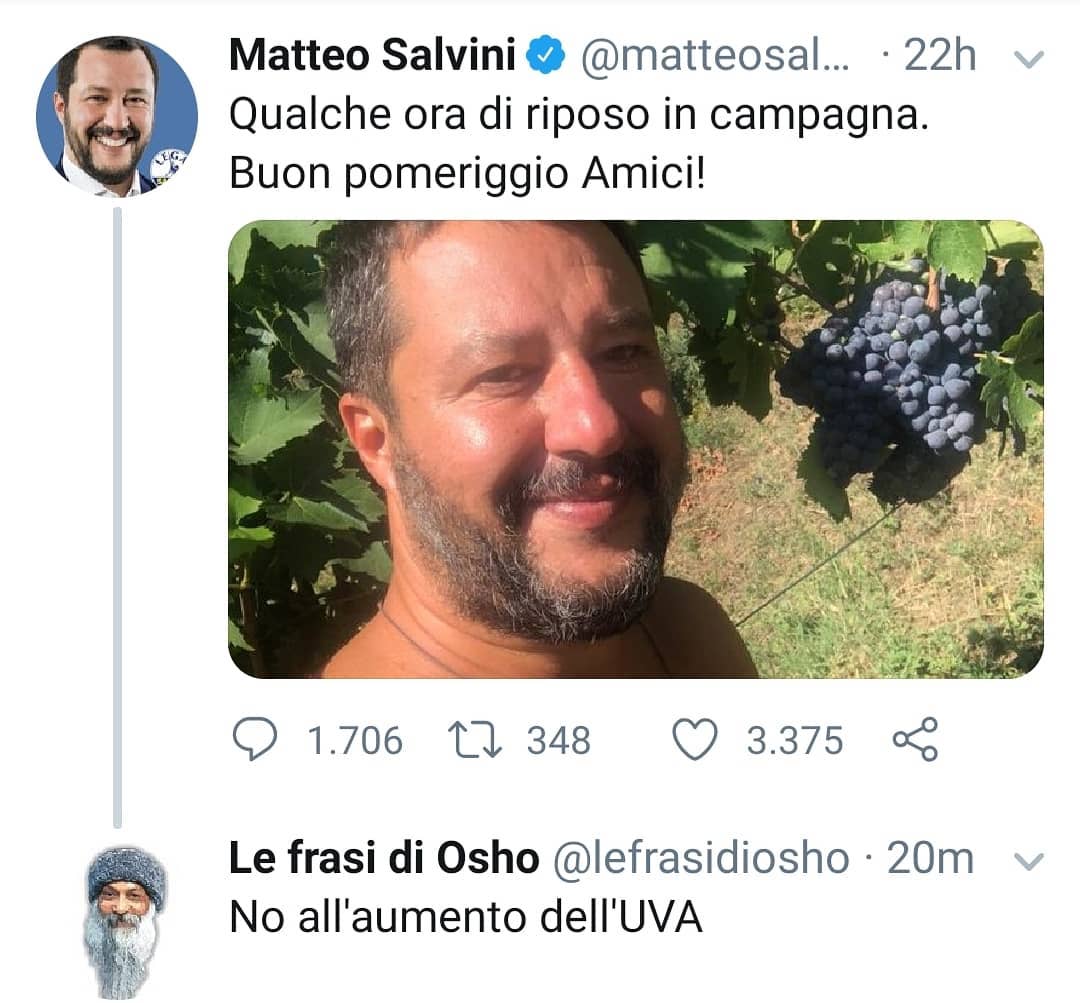 Matteo Salvini @matteosal... · 22h
Qualche ora di riposo in campagna.
Buon pomeriggio Amici!
1.706 348 3.375
Le frasi di Osho @lefrasidiosho · 20m
No all'aumento dell'UVA
LEGA